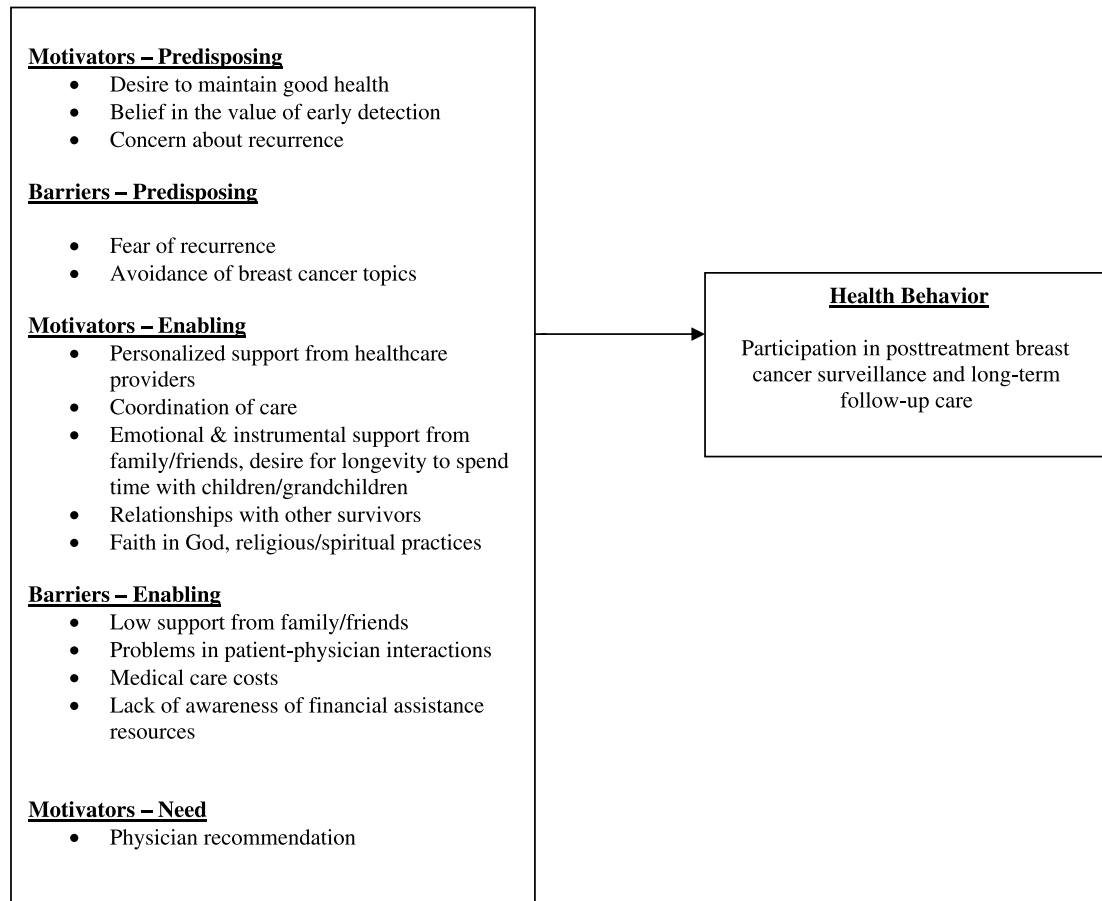 Motivators – Predisposing
• Desire to maintain good health
• Belief in the value of early detection
• Concern about recurrence
Barriers – Predisposing
• Fear of recurrence
• Avoidance of breast cancer topics
Motivators – Enabling
• Personalized support from healthcare
providers
• Coordination of care
• Emotional & instrumental support from
family/friends, desire for longevity to spend
time with children/grandchildren
• Relationships with other survivors
• Faith in God, religious/spiritual practices
Barriers – Enabling
• Low support from family/friends
• Problems in patient-physician interactions
• Medical care costs
• Lack of awareness of financial assistance
resources
Motivators – Need
• Physician recommendation
Health Behavior
Participation in posttreatment breast
cancer surveillance and long-term
follow-up care